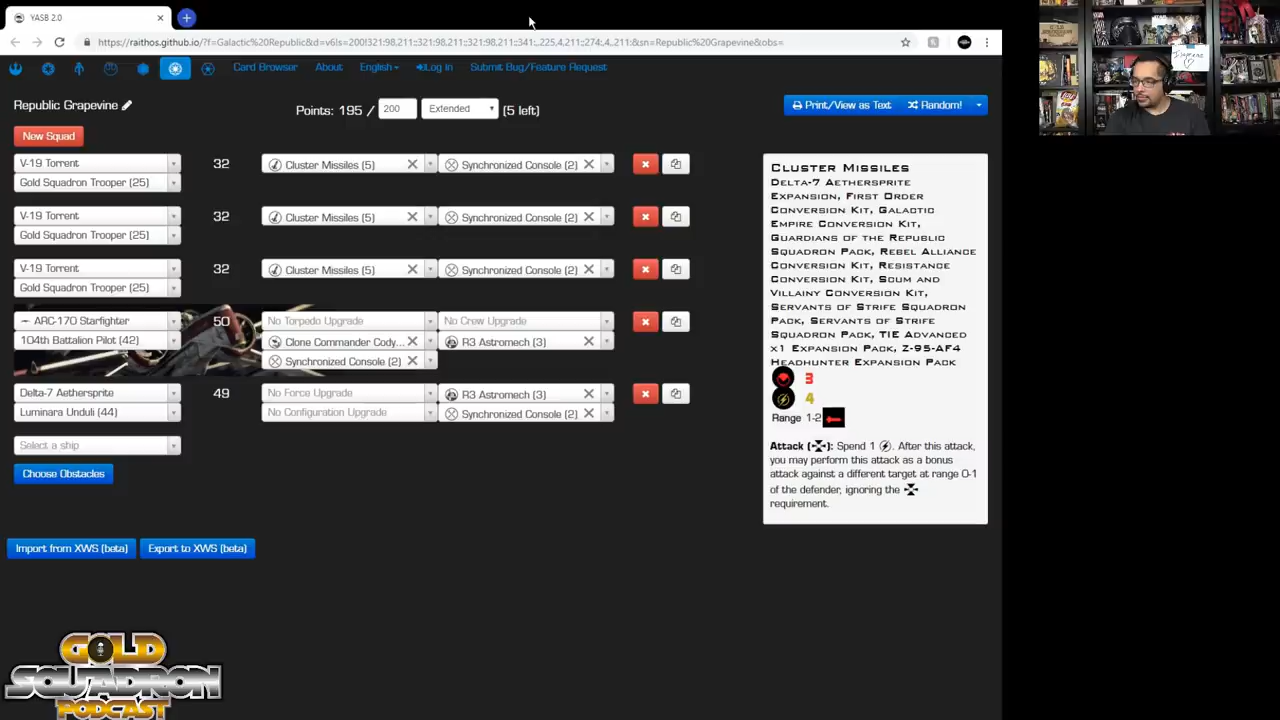 YASB 2.0
https://raithos.github.io/?f=Galactic%20Republic&d=v6ls=200!321:98,211;;321:98,211;;321:98,211;;341:,,225,4,211;;274:,4,,211:&sn=Republic%20Grapevine&obs=
Card Browser About English Log In Submit Bug/Feature Request
Republic Grapevine Points: 195 / 200 Extended (5 left) Print/View as Text Random!
New Squad
V-19 Torrent 32 Cluster Missiles (5) Synchronized Console (2)
Gold Squadron Trooper (25)
V-19 Torrent 32 Cluster Missiles (5) Synchronized Console (2)
Gold Squadron Trooper (25)
V-19 Torrent 32 Cluster Missiles (5) Synchronized Console (2)
Gold Squadron Trooper (25)
ARC-170 Starfighter 50 No Torpedo Upgrade No Crew Upgrade
104th Battalion Pilot (42) Clone Commander Cody... R3 Astromech (3)
Synchronized Console (2)
Delta-7 Aethersprite 49 No Force Upgrade R3 Astromech (3)
Luminara Unduli (44) No Configuration Upgrade Synchronized Console (2)
Select a ship
Choose Obstacles
Import from XWS (beta) Export to XWS (beta)
Cluster Missiles
Delta-7 Aethersprite
Expansion, First Order
Conversion Kit, Galactic
Empire Conversion Kit,
Guardians of the Republic
Squadron Pack, Rebel Alliance
Conversion Kit, Resistance
Conversion Kit, Scum and
Villainy Conversion Kit,
Servants of Strife Squadron
Pack, Servants of Strife
Squadron Pack, TIE Advanced
x1 Expansion Pack, Z-95-AF4
Headhunter Expansion Pack
3
4
Range 1-2
Attack ( ): Spend 1 . After this attack,
you may perform this attack as a bonus
attack against a different target at range 0-1
of the defender, ignoring the
requirement.
GOLD
SQUADRON
PODCAST